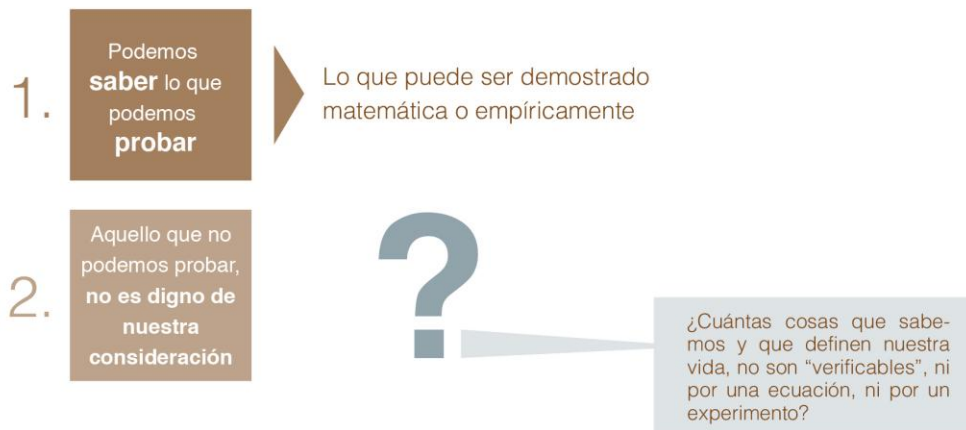 1.
Podemos
saber lo que
podemos
probar
Lo que puede ser demostrado
matemática o empíricamente
2.
Aquello que no
podemos probar,
no es digno de
nuestra
consideración
?
¿Cuántas cosas que sabe-
mos y que definen nuestra
vida, no son “verificables”, ni
por una ecuación, ni por un
experimento?